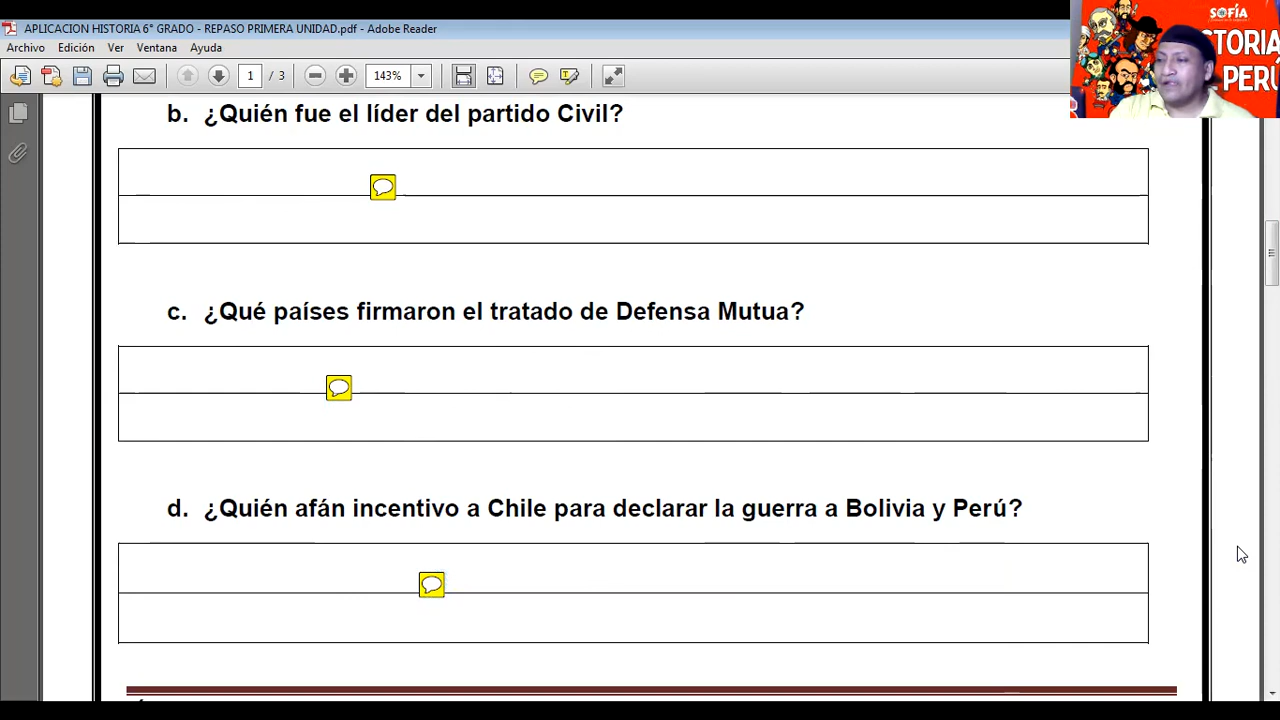 APLICACION HISTORIA 6° GRADO - REPASO PRIMERA UNIDAD.pdf - Adobe Reader
Archivo Edición Ver Ventana Ayuda
1 / 3 143%
SOFÍA
HISTORIA
PERÚ
b. ¿Quién fue el líder del partido Civil?
c. ¿Qué países firmaron el tratado de Defensa Mutua?
d. ¿Quién afán incentivo a Chile para declarar la guerra a Bolivia y Perú?